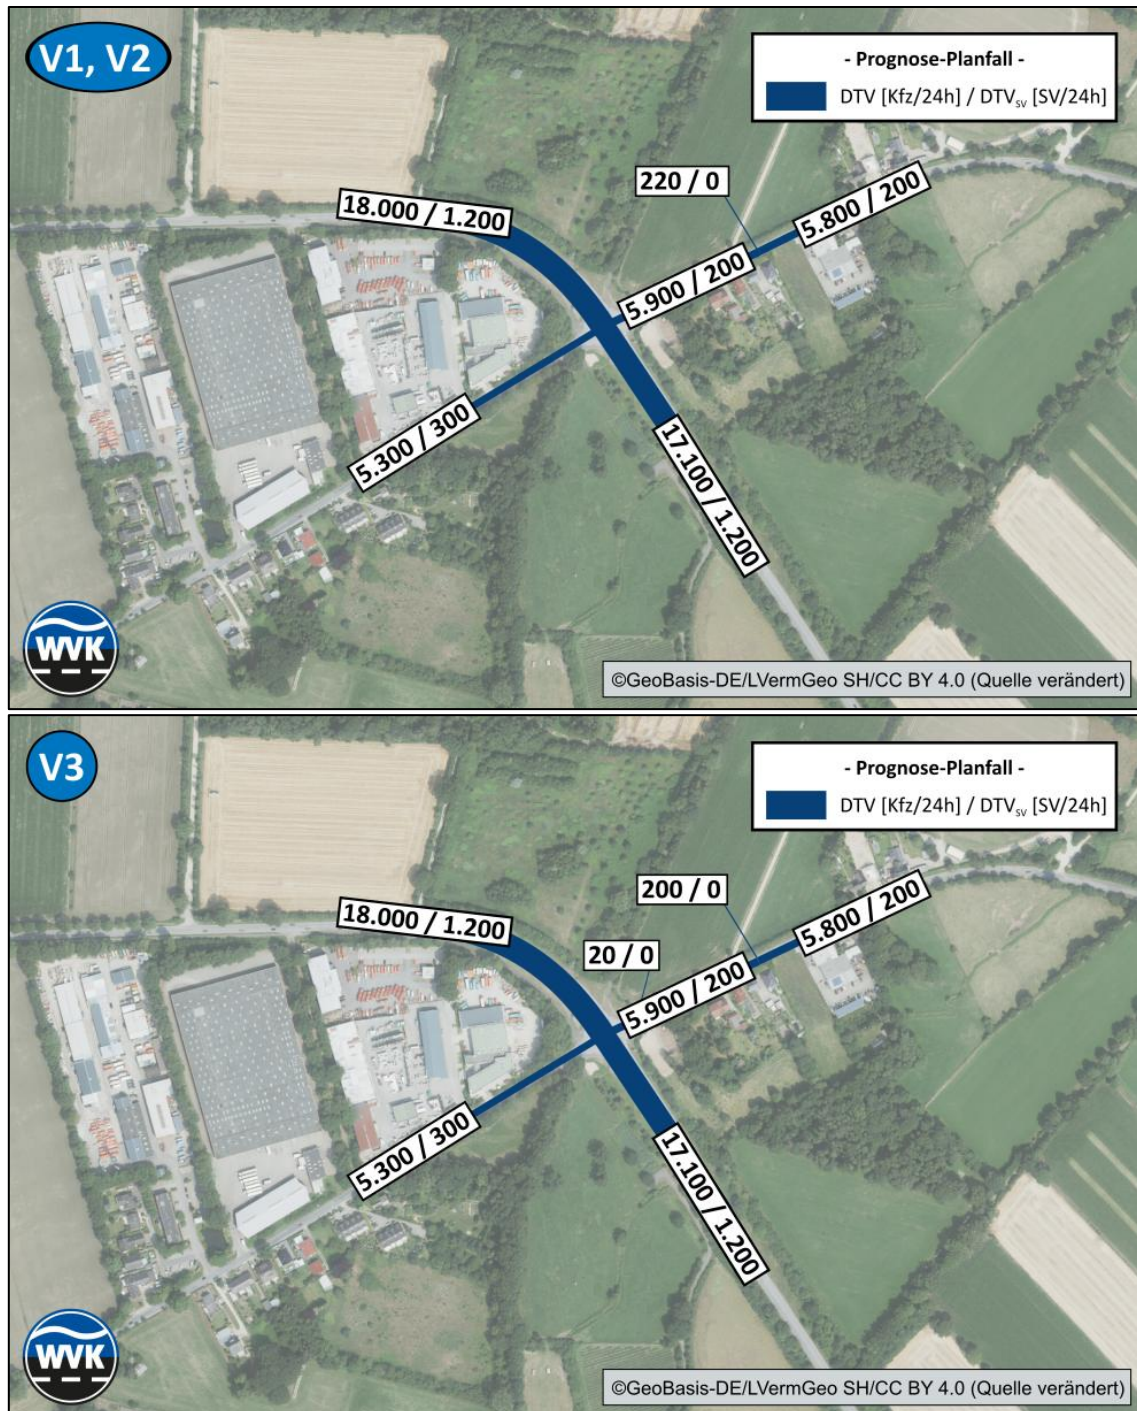 V1, V2
- Prognose-Planfall -
DTV [Kfz/24h] / DTVsv [SV/24h]
220 / 0
5.800 / 200
18.000 / 1.200
5.900 / 200
5.300 / 300
17.100 / 1.200
WVK
©GeoBasis-DE/LVermGeo SH/CC BY 4.0 (Quelle verändert)
V3
- Prognose-Planfall -
DTV [Kfz/24h] / DTVsv [SV/24h]
200 / 0
5.800 / 200
18.000 / 1.200
20 / 0
5.900 / 200
5.300 / 300
17.100 / 1.200
WVK
©GeoBasis-DE/LVermGeo SH/CC BY 4.0 (Quelle verändert)